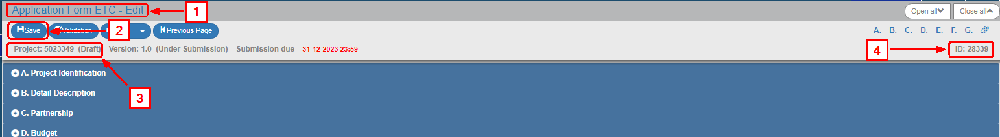 Application Form ETC - Edit
1
Open all
Close all
Save
2
Validation
Previous Page
A. B. C. D. E. F. G.
Project: 5023349 (Draft) Version: 1.0 (Under Submission) Submission due 31-12-2023 23:59
4
ID: 28339
A. Project Identification
3
B. Detail Description
C. Partnership
D. Budget